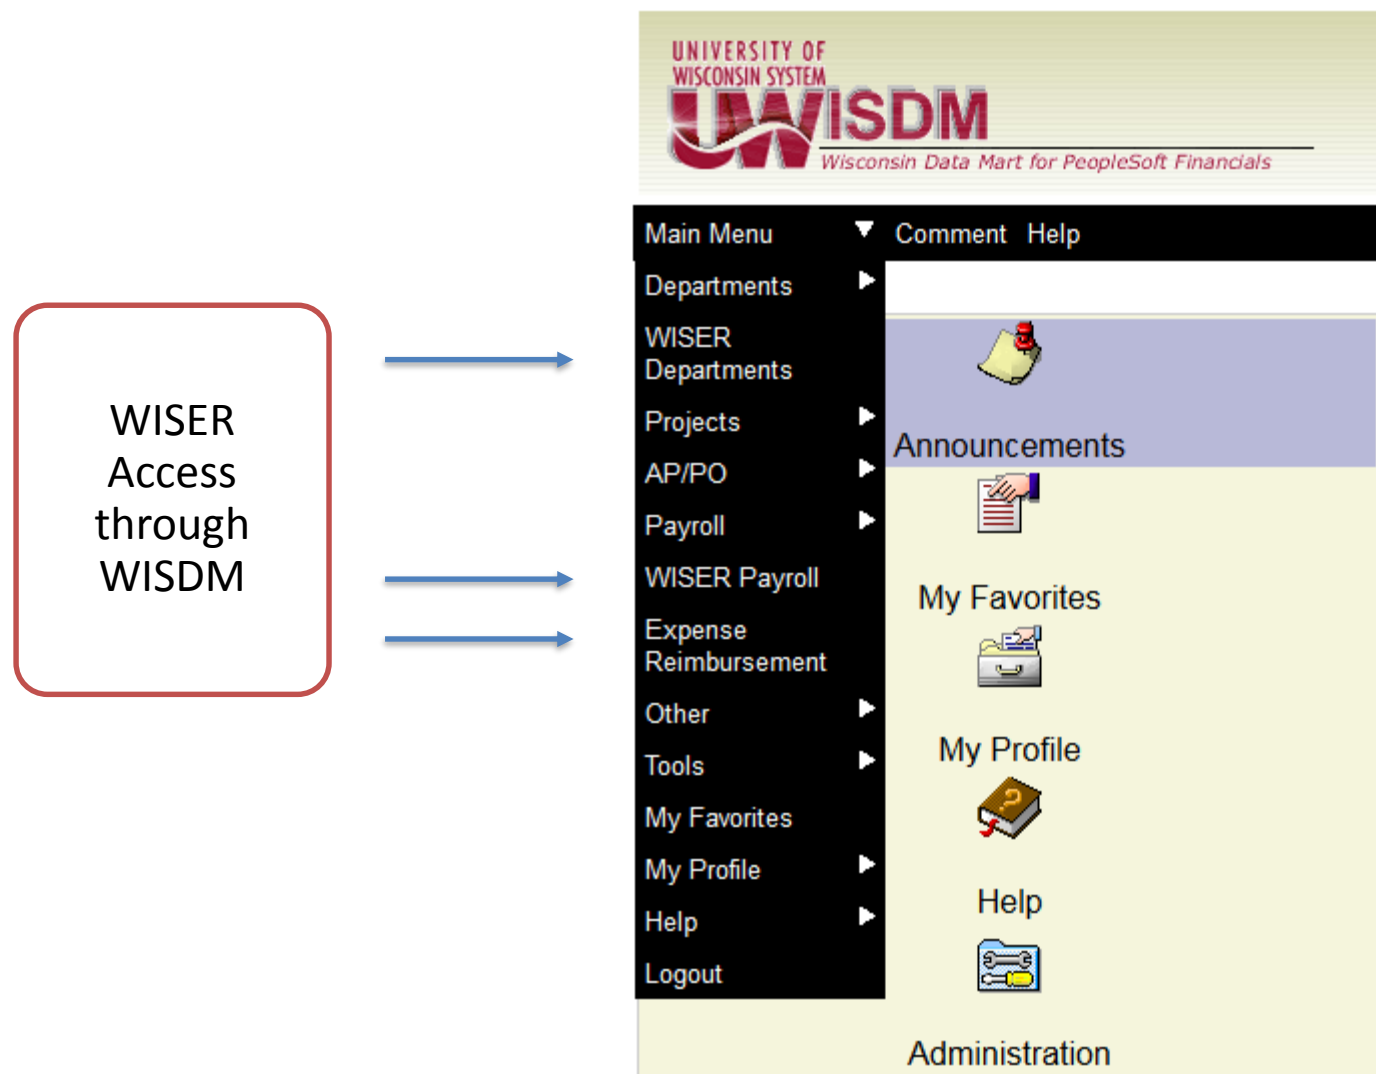 WISER
Access
through
WISDM
UNIVERSITY OF
WISCONSIN SYSTEM
UWISDM
Wisconsin Data Mart for PeopleSoft Financials
Main Menu Comment Help
Departments
WISER
Departments
Projects
AP/PO
Payroll
WISER Payroll
Expense
Reimbursement
Other
Tools
My Favorites
My Profile
Help
Logout
Announcements
My Favorites
My Profile
Help
Administration